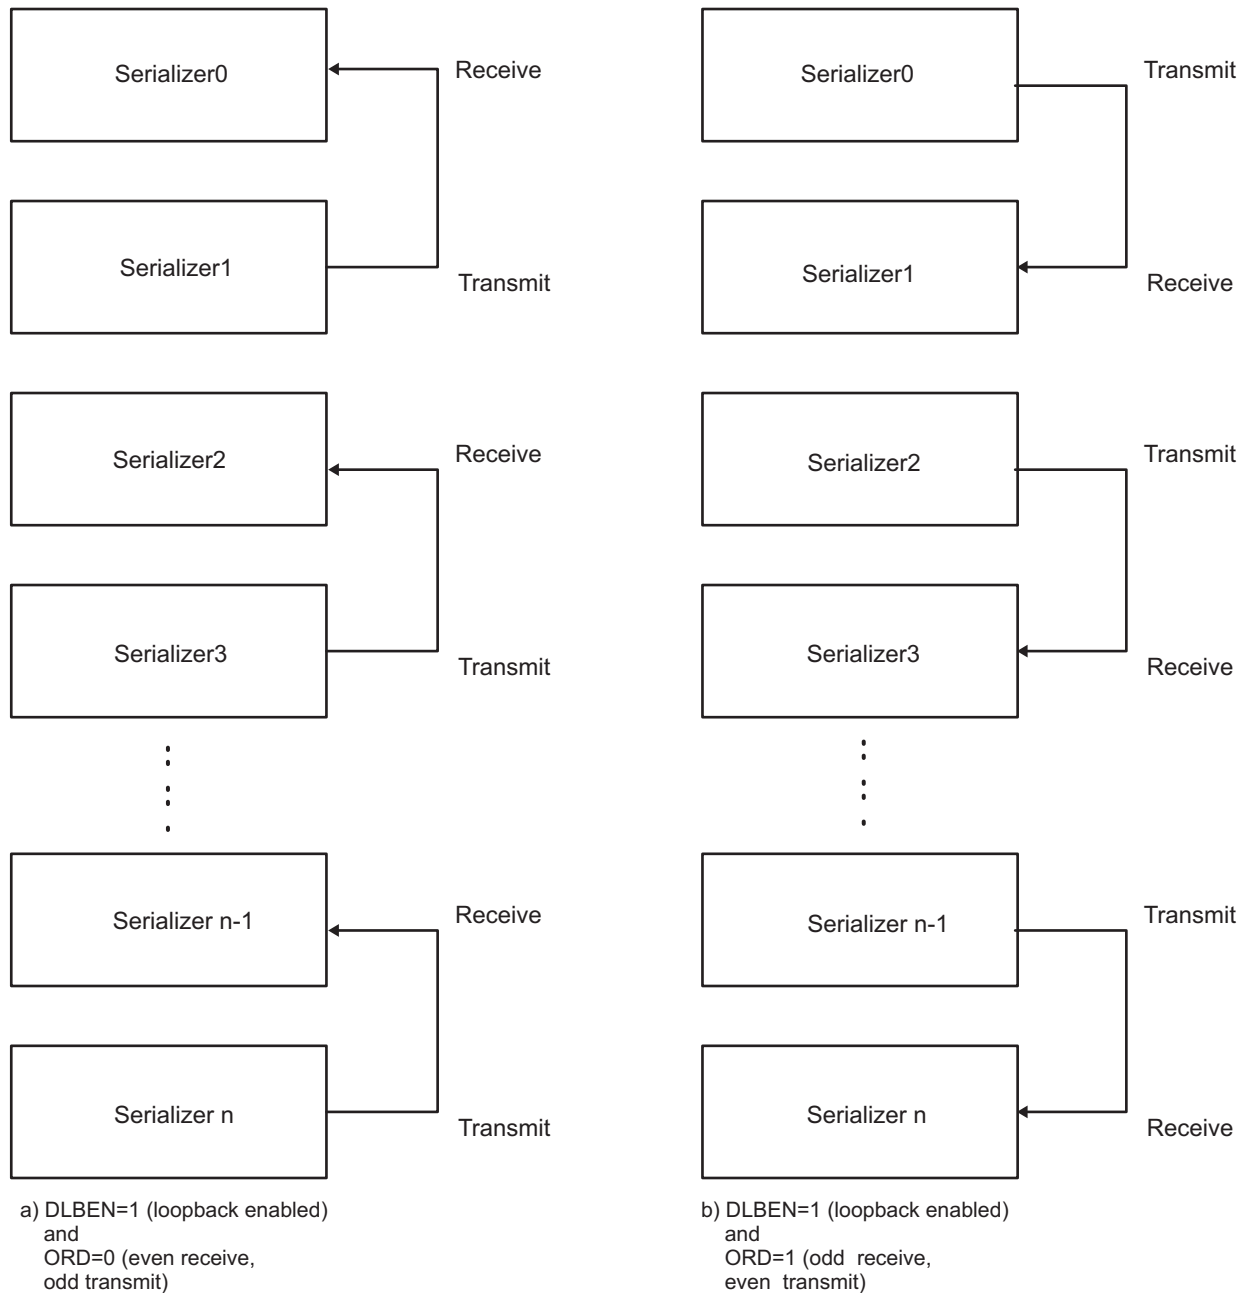 Serializer0
Receive
Serializer1
Transmit
Serializer2
Receive
Serializer3
Transmit
Serializer n-1
Receive
Serializer n
Transmit
a) DLBEN=1 (loopback enabled)
and
ORD=0 (even receive,
odd transmit)
Serializer0
Transmit
Serializer1
Receive
Serializer2
Transmit
Serializer3
Receive
Serializer n-1
Transmit
Serializer n
Receive
b) DLBEN=1 (loopback enabled)
and
ORD=1 (odd receive,
even transmit)